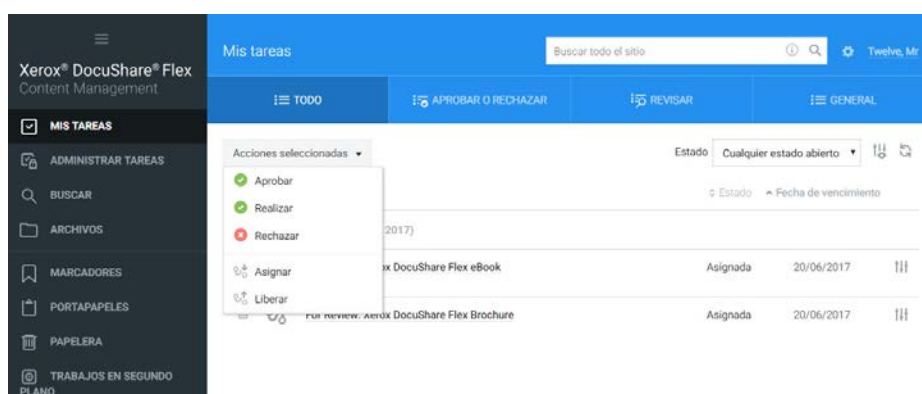 Xerox® DocuShare® Flex
Content Management
MIS TAREAS
ADMINISTRAR TAREAS
BUSCAR
ARCHIVOS
MARCADORES
PORTAPAPELES
PAPELERA
TRABAJOS EN SEGUNDO
PLANO
Mis tareas
Buscar todo el sitio
Twelve, Mr
TODO
APROBAR O RECHAZAR
REVISAR
GENERAL
Acciones seleccionadas
Estado
Cualquier estado abierto
Aprobar
Realizar
Rechazar
Asignar
Liberar
Estado
Fecha de vencimiento
2017)
DocuShare Flex eBook
Asignada
20/06/2017
For Review: Xerox DocuShare Flex Brochure
Asignada
20/06/2017